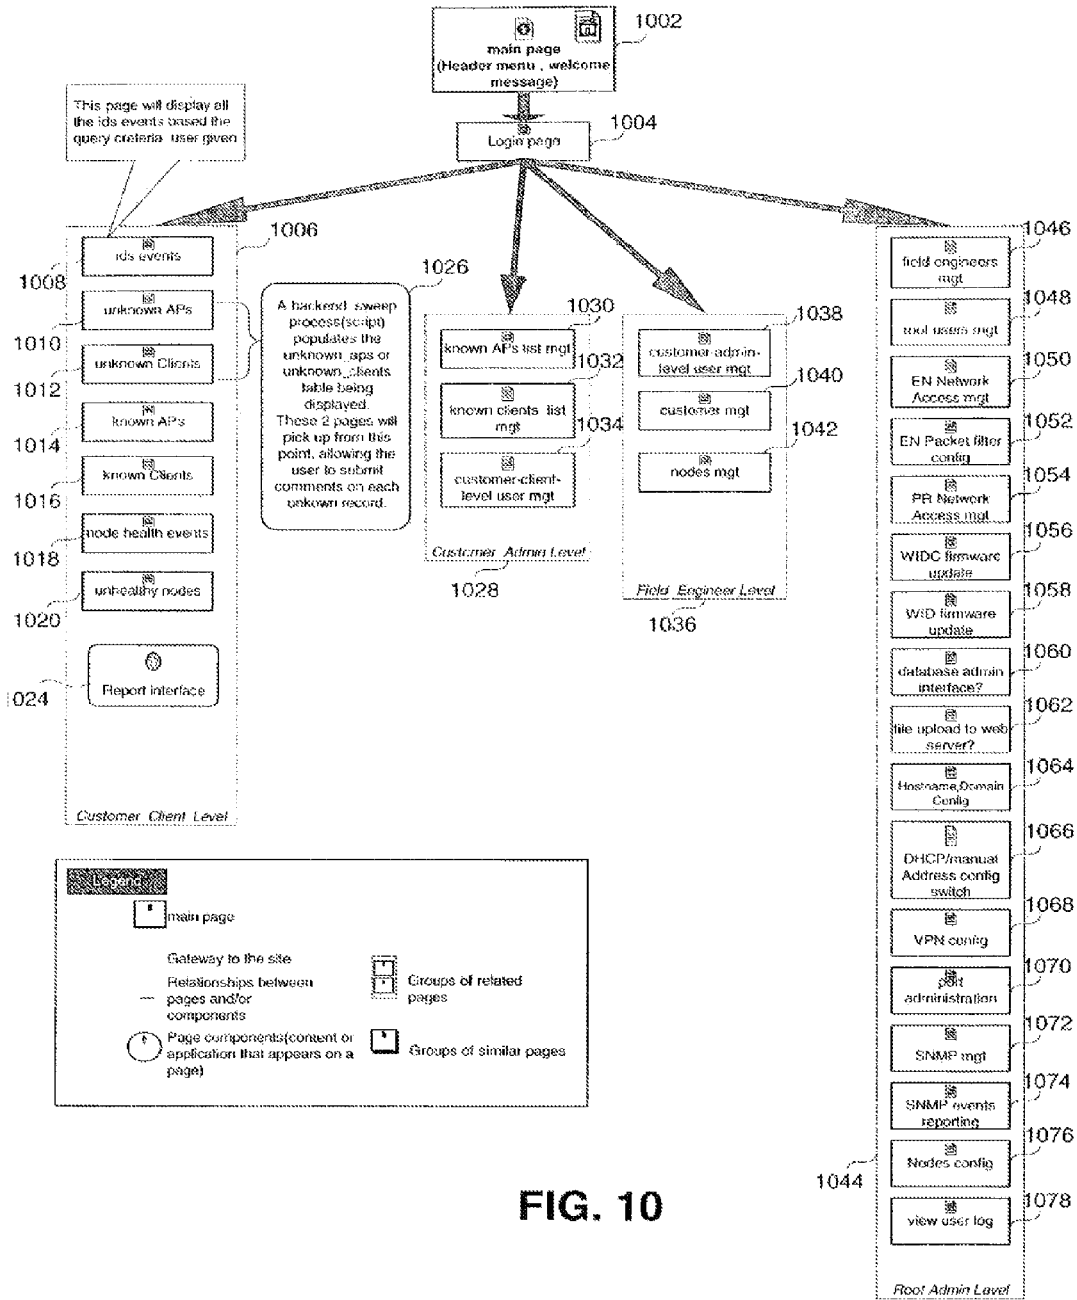 1002
main page
(Header menu , welcome
message)
This page will display all
the ids events based the
query creteria user given
1004
Login page
1006
ids events
1008
unknown APs
1010
unknown Clients
1012
known APs
1014
known Clients
1016
node health events
1018
unhealthy nodes
1020
Report interface
1024
Customer_Client_Level
1026
A backend sweep
process(script)
populates the
unknown_aps or
unknown_clients
table being
displayed.
These 2 pages will
pick up from this
point, allowing the
user to submit
comments on each
unkown record.
1030
known APs list mgt
1032
known clients list
mgt
1034
customer-client-
level user mgt
Customer_Admin Level
1028
1038
customer-admin-
level user mgt
1040
customer mgt
1042
nodes mgt
Field_Engineer Level
1036
1046
field engineers
mgt
1048
root users mgt
1050
EN Network
Access mgt
1052
EN Packet filter
config
1054
PR Network
Access mgt
1056
WIDC firmware
update
1058
WID firmware
update
1060
database admin
interface?
1062
file upload to web
server?
1064
Hostname,Domain
Config
1066
DHCP/manual
Address config
switch
1068
VPN config
1070
port
administration
1072
SNMP mgt
1074
SNMP events
reporting
1076
Nodes config
1044
1078
view user log
Root Admin Level
Legend
main page
Gateway to the site
Relationships between
pages and/or
components
Page components(content or
application that appears on a
page)
Groups of related
pages
Groups of similar pages
FIG. 10